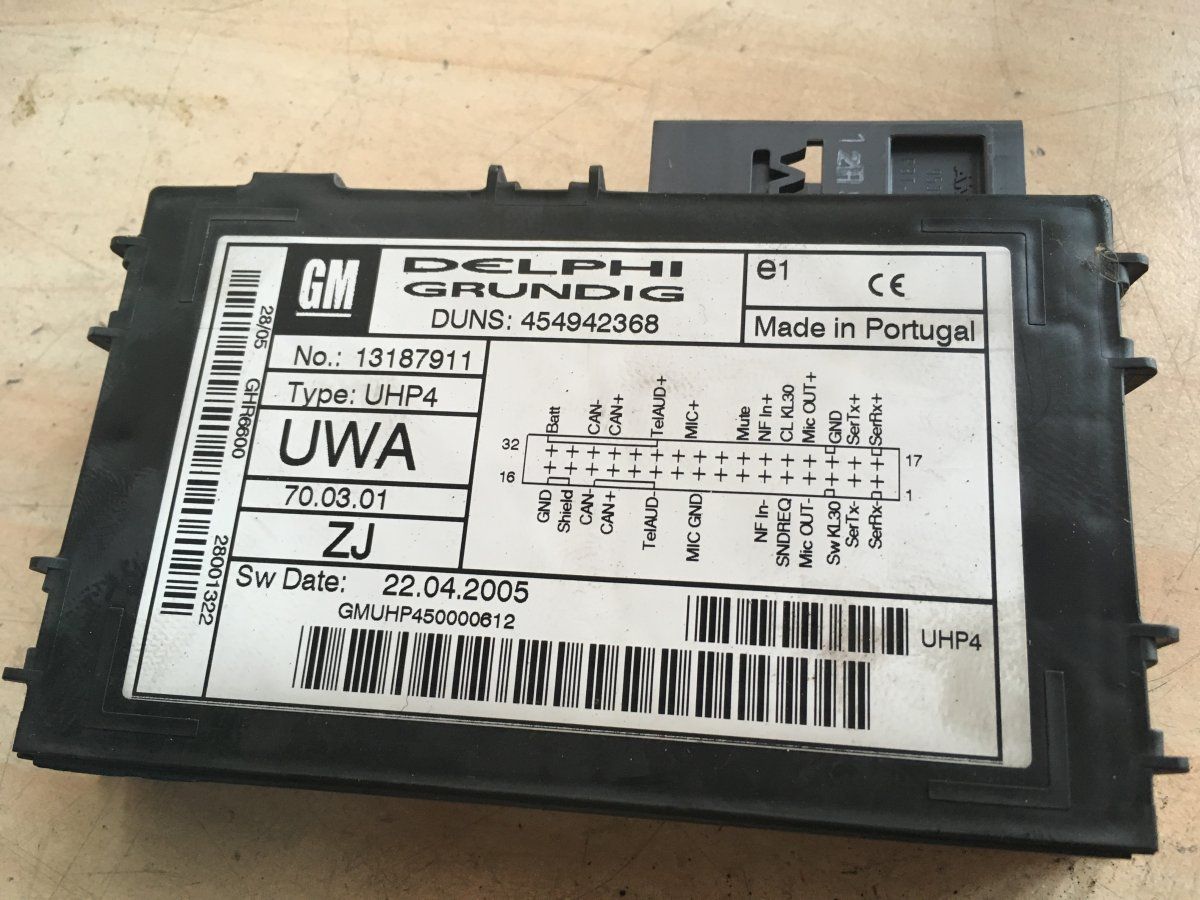 12A
GM
DELPHI
GRUNDIG
DUNS: 454942368
e1
CE
Made in Portugal
28/05
GHR6600
28001322
No.: 13187911
Type: UHP4
UWA
70.03.01
ZJ
Batt CAN- CAN+ TelAUD+ MIC+ Mute NF In+ CL KL30 Mic OUT+ GND SerTx+ SerRx+
32
17
16
1
GND Shield CAN- CAN+ TelAUD- MIC GND NF In- SNDREQ Mic OUT- Sw KL30 SerTx- SerRx-
Sw Date: 22.04.2005
GMUHP450000612
UHP4